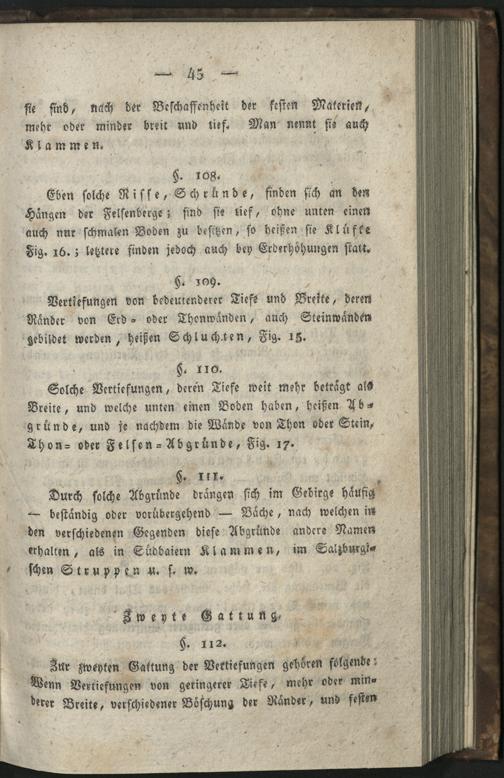 — 45 —
sie sind, nach der Beschaffenheit der festen Materien,
mehr oder minder breit und tief. Man nennt sie auch
Klammen.
§. 108.
Eben solche Risse, Schründe, finden sich an den
Hängen der Felsenberge; sind sie tief, ohne unten einen
auch nur schmalen Boden zu besitzen, so heißen sie Klüfte
Fig. 16.; letztere finden jedoch auch bey Erderhöhungen statt.
§. 109.
Vertiefungen von bedeutenderer Tiefe und Breite, deren
Ränder von Erd- oder Thonwänden, auch Steinwänden
gebildet werden, heißen Schluchten, Fig. 15.
§. 110.
Solche Vertiefungen, deren Tiefe weit mehr beträgt als
Breite, und welche unten einen Boden haben, heißen Ab-
gründe, und je nachdem die Wände von Thon oder Stein,
Thon- oder Felsen-Abgründe, Fig. 17.
§. 111.
Durch solche Abgründe drängen sich im Gebirge häufig
— beständig oder vorübergehend — Bäche, nach welchen in
den verschiedenen Gegenden diese Abgründe andere Namen
erhalten, als in Südbaiern Klammen, im Salzburgi-
schen Struppen u. s. w.
Zweyte Gattung.
§. 112.
Zur zweyten Gattung der Vertiefungen gehören folgende:
Wenn Vertiefungen von geringerer Tiefe, mehr oder min-
derer Breite, verschiedener Böschung der Ränder, und festen